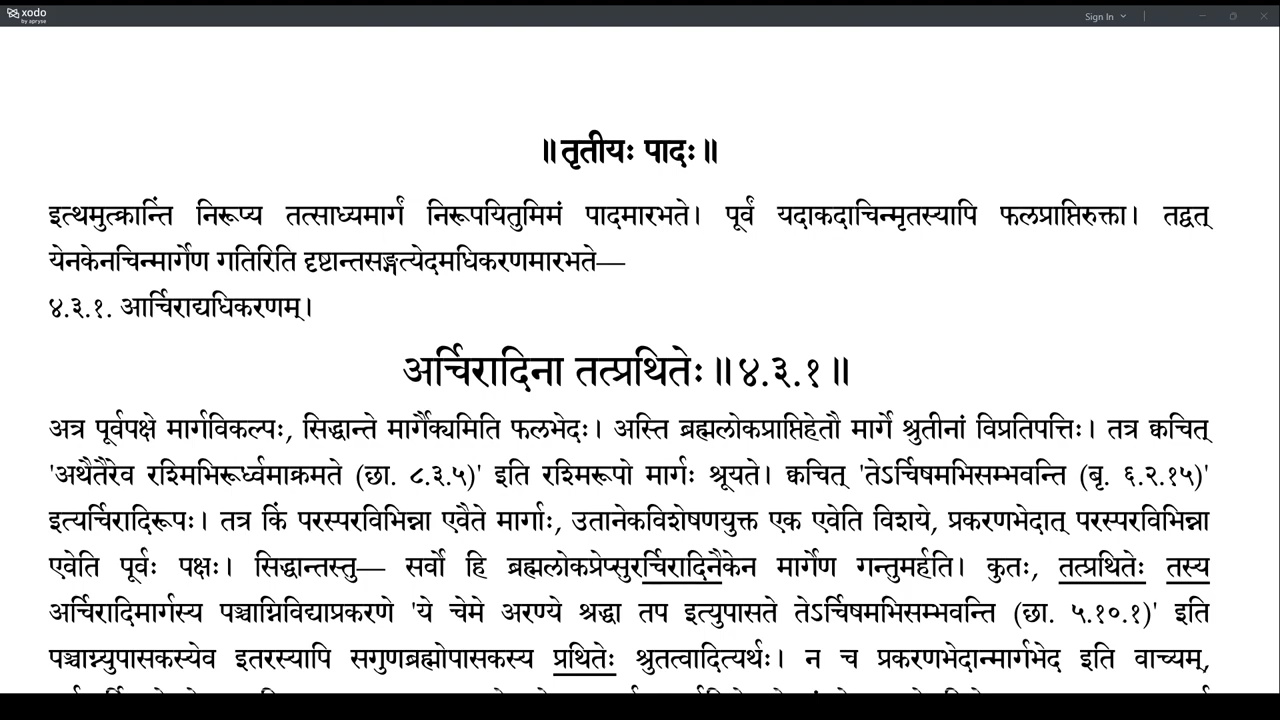 xodo
by apryse
Sign In
॥तृतीयः पादः॥
इत्थमुत्क्रान्तिं निरूप्य तत्साध्यमार्गं निरूपयितुमिमं पादमारभते। पूर्वं यदाकदाचिन्मृतस्यापि फलप्राप्तिरुक्ता। तद्वत्
येनकेनचिन्मार्गेण गतिरिति दृष्टान्तसङ्गत्येदमधिकरणमारभते—
४.३.१. आर्चिराद्यधिकरणम्।
अर्चिरादिना तत्प्रथितेः॥४.३.१॥
अत्र पूर्वपक्षे मार्गविकल्पः, सिद्धान्ते मार्गैक्यमिति फलभेदः। अस्ति ब्रह्मलोकप्राप्तिहेतौ मार्गे श्रुतीनां विप्रतिपत्तिः। तत्र क्वचित्
'अथैतैरेव रश्मिभिरूर्ध्वमाक्रमते (छा. ८.३.५)' इति रश्मिरूपो मार्गः श्रूयते। क्वचित् 'तेऽर्चिषमभिसम्भवन्ति (बृ. ६.२.१५)'
इत्यर्चिरादिरूपः। तत्र किं परस्परविभिन्ना एवैते मार्गाः, उतानेकविशेषणयुक्त एक एवेति विशये, प्रकरणभेदात् परस्परविभिन्ना
एवेति पूर्वः पक्षः। सिद्धान्तस्तु— सर्वो हि ब्रह्मलोकप्रेप्सुरर्चिरादिनैकेन मार्गेण गन्तुमर्हति। कुतः, तत्प्रथितेः तस्य
अर्चिरादिमार्गस्य पञ्चाग्निविद्याप्रकरणे 'ये चेमे अरण्ये श्रद्धा तप इत्युपासते तेऽर्चिषमभिसम्भवन्ति (छा. ५.१०.१)' इति
पञ्चाग्न्युपासकस्येव इतरस्यापि सगुणब्रह्मोपासकस्य प्रथितेः श्रुतत्वादित्यर्थः। न च प्रकरणभेदान्मार्गभेद इति वाच्यम्,